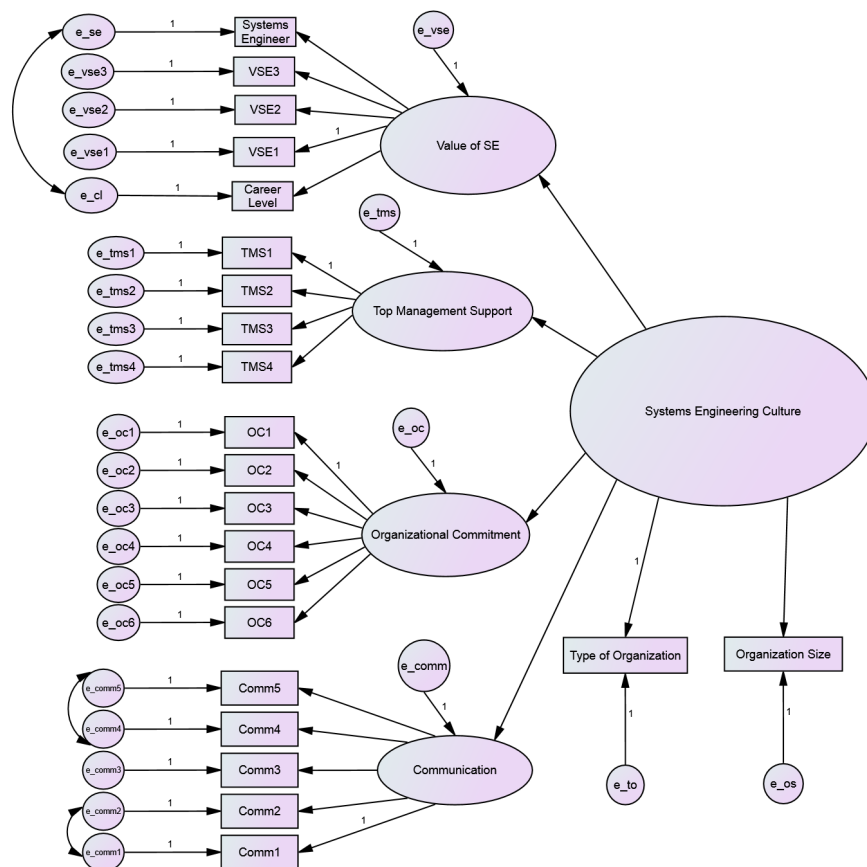 e_se
1
Systems
Engineer
e_vse
1
e_vse3
1
VSE3
e_vse2
1
VSE2
1
e_vse1
1
VSE1
Value of SE
e_cl
1
Career
Level
e_tms
1
e_tms1
1
TMS1
1
e_tms2
1
TMS2
e_tms3
1
TMS3
e_tms4
1
TMS4
Top Management Support
Systems Engineering Culture
e_oc
1
e_oc1
1
OC1
1
e_oc2
1
OC2
e_oc3
1
OC3
e_oc4
1
OC4
e_oc5
1
OC5
e_oc6
1
OC6
Organizational Commitment
1
Type of Organization
Organization Size
1
1
e_to
e_os
e_comm
1
e_comm5
1
Comm5
e_comm4
1
Comm4
e_comm3
1
Comm3
e_comm2
1
Comm2
1
e_comm1
1
Comm1
Communication